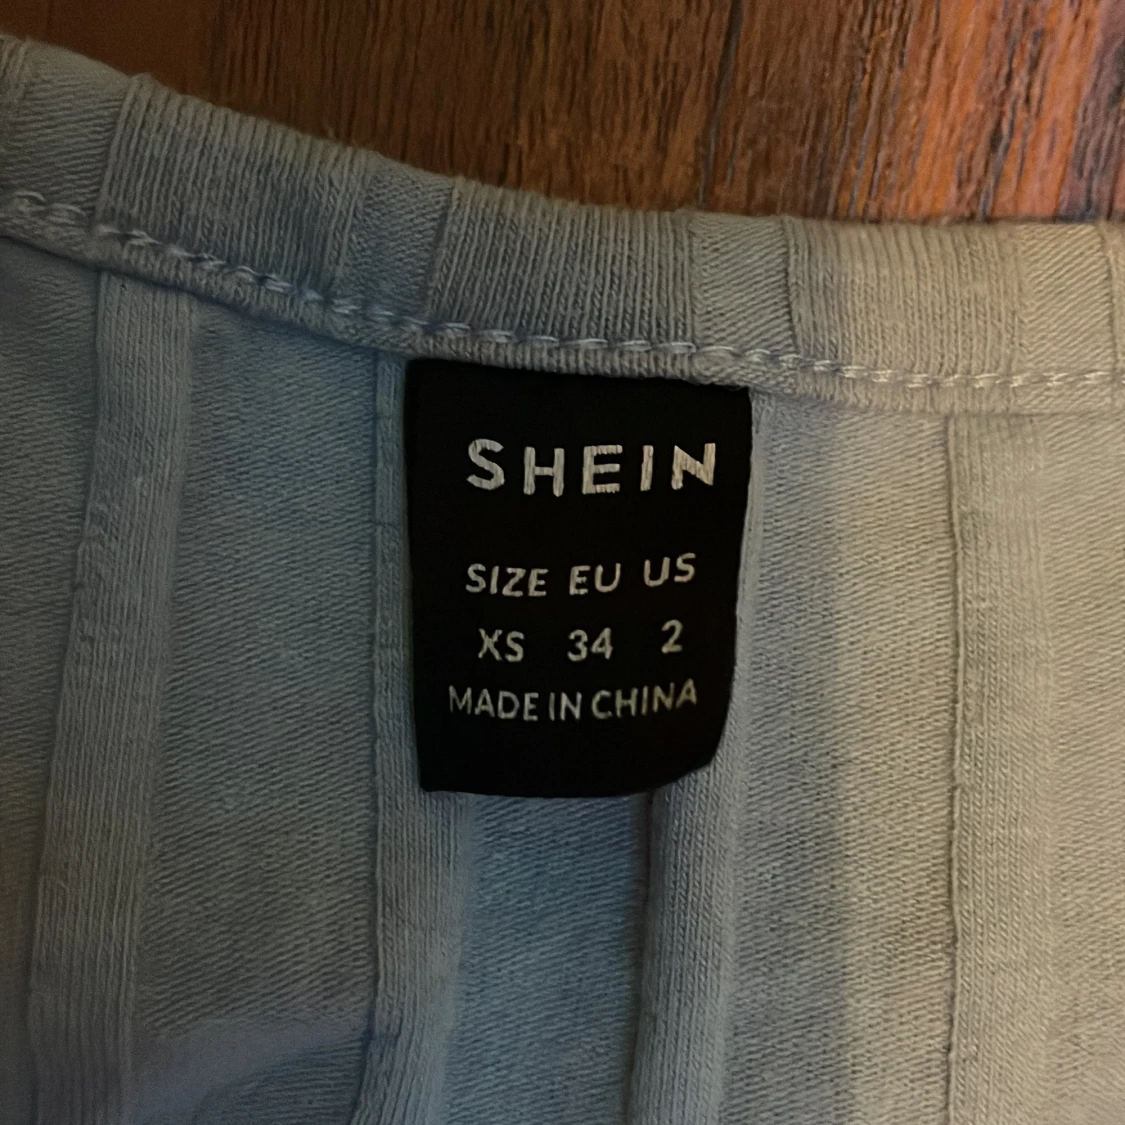 SHEIN
SIZE EU US
XS 34 2
MADE IN CHINA